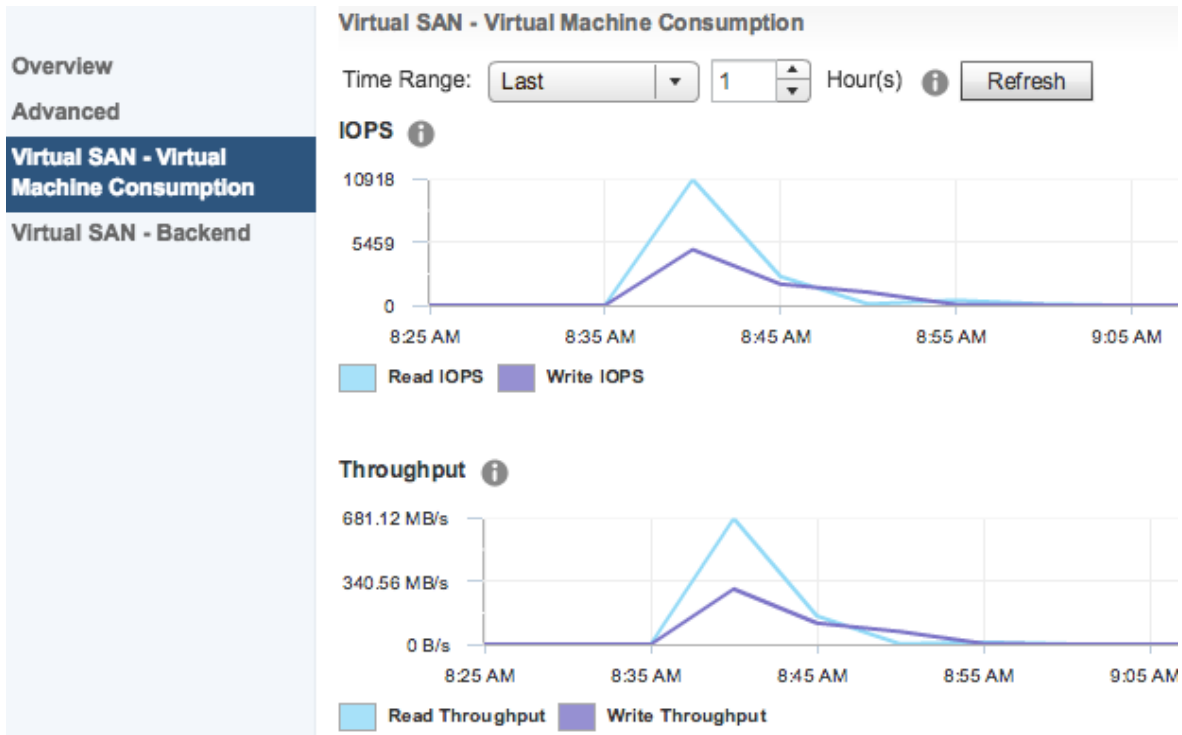 Overview
Advanced
Virtual SAN - Virtual
Machine Consumption
Virtual SAN - Backend
Virtual SAN - Virtual Machine Consumption
Time Range: Last 1 Hour(s) Refresh
IOPS
10918
5459
0
8:25 AM 8:35 AM 8:45 AM 8:55 AM 9:05 AM
Read IOPS Write IOPS
Throughput
681.12 MB/s
340.56 MB/s
0 B/s
8:25 AM 8:35 AM 8:45 AM 8:55 AM 9:05 AM
Read Throughput Write Throughput